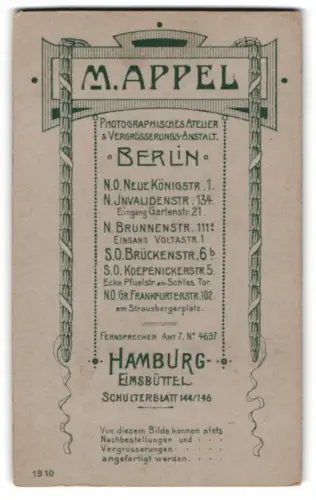 M. APPEL
PHOTOGRAPHISCHES ATELIER
& VERGRÖSSERUNGS-ANSTALT.
· BERLIN ·
N.O. NEUE KÖNIGSTR. 1.
N. JNVALIDENSTR. 134.
Eingang Gartenstr. 21.
N. BRUNNENSTR. 111a
EINGANG VOLTASTR. 1
S.O. BRÜCKENSTR. 6b
S.O. KOEPENICKERSTR. 5.
Ecke Pfuelstr. am Schles. Tor.
N.O. GR. FRANKFURTERSTR. 102.
am Strausbergerplatz.
FERNSPRECHER AMT 7. No 4697
HAMBURG-
EIMSBÜTTEL
SCHULTERBLATT 144/146
Von diesem Bilde können stets
Nachbestellungen und · · ·
Vergrösserungen · · · ·
angefertigt werden. · · · ·
1910